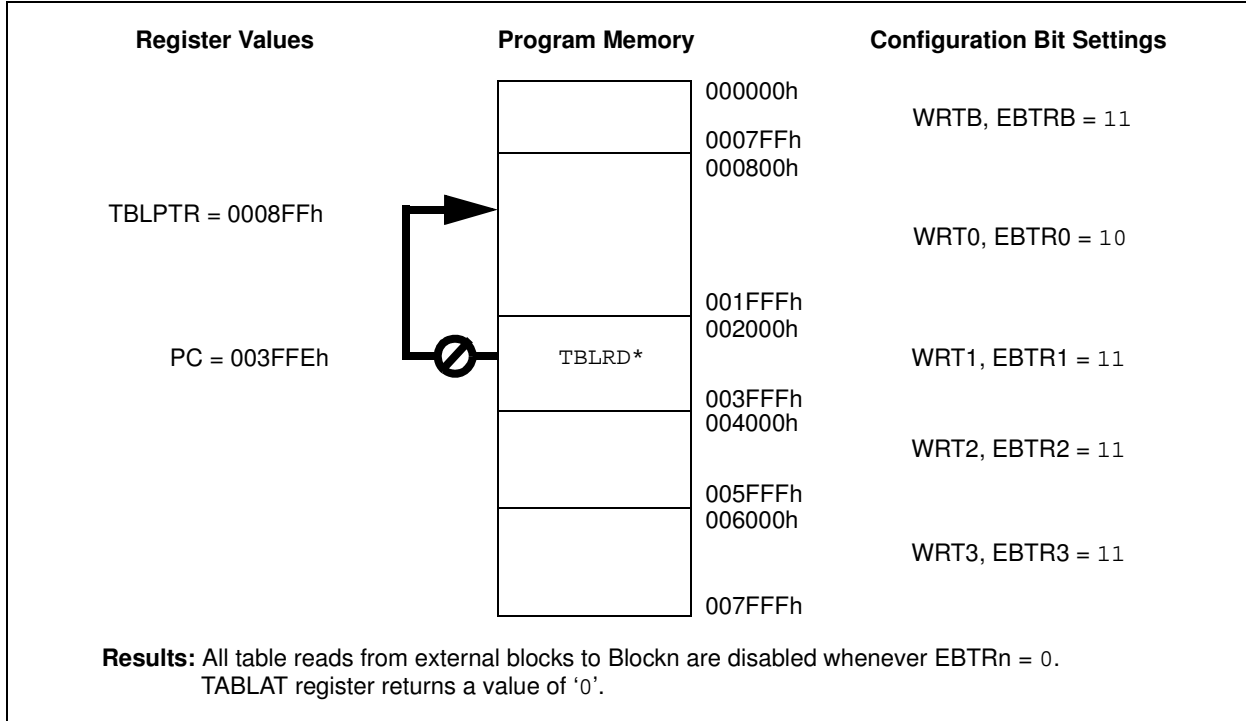 Register Values Program Memory Configuration Bit Settings
000000h
WRTB, EBTRB = 11
0007FFh
000800h
TBLPTR = 0008FFh
WRT0, EBTR0 = 10
001FFFh
002000h
PC = 003FFEh TBLRD* WRT1, EBTR1 = 11
003FFFh
004000h
WRT2, EBTR2 = 11
005FFFh
006000h
WRT3, EBTR3 = 11
007FFFh
Results: All table reads from external blocks to Blockn are disabled whenever EBTRn = 0.
TABLAT register returns a value of ‘0’.